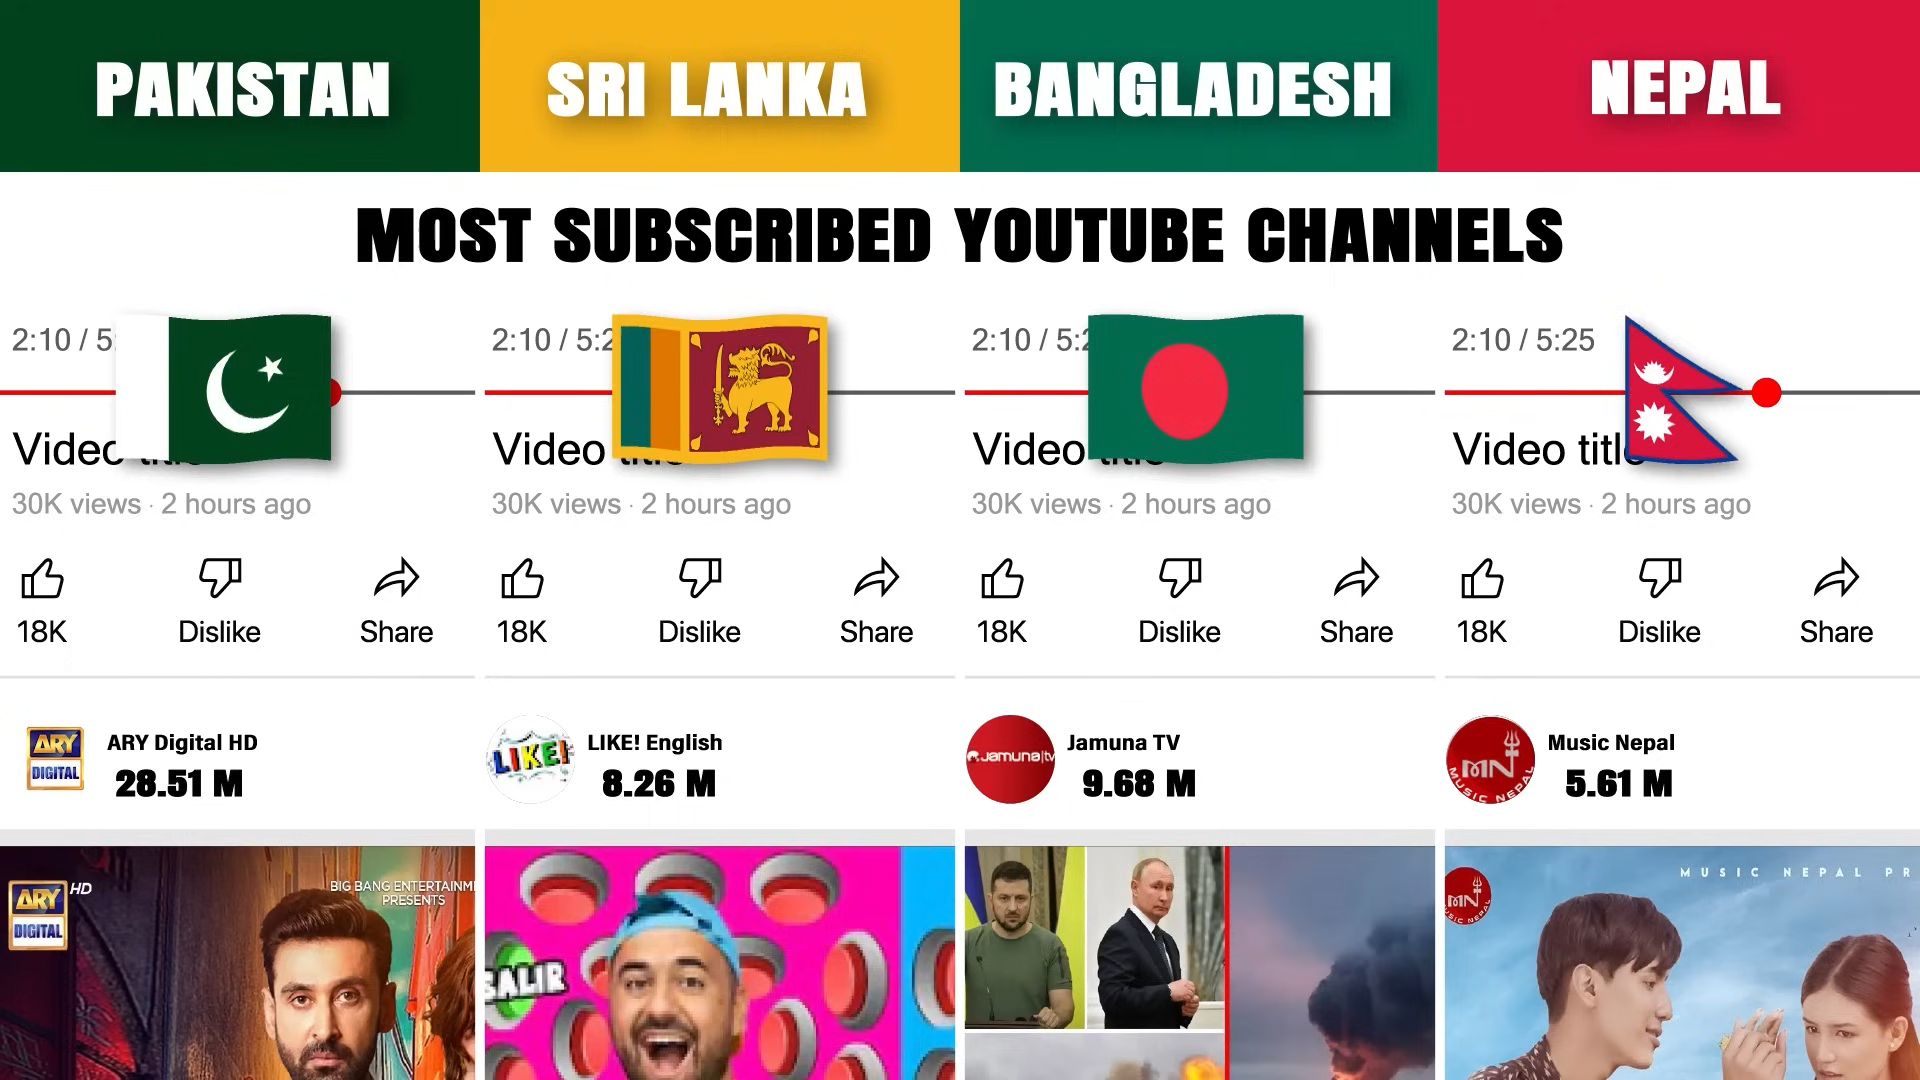 PAKISTAN
SRI LANKA
BANGLADESH
NEPAL
MOST SUBSCRIBED YOUTUBE CHANNELS
2:10 / 5:
2:10 / 5:2
2:10 / 5:2
2:10 / 5:25
Video
Video
Video
Video title
30K views · 2 hours ago
30K views · 2 hours ago
30K views · 2 hours ago
30K views · 2 hours ago
18K Dislike Share
18K Dislike Share
18K Dislike Share
18K Dislike Share
ARY DIGITAL
ARY Digital HD
28.51 M
LIKE!
LIKE! English
8.26 M
Jamuna tv
Jamuna TV
9.68 M
MN
MUSIC NEPAL
Music Nepal
5.61 M
ARY HD
DIGITAL
BIG BANG ENTERTAINM
PRESENTS
SALIR
MN
MUSIC NEPAL
MUSIC NEPAL PR